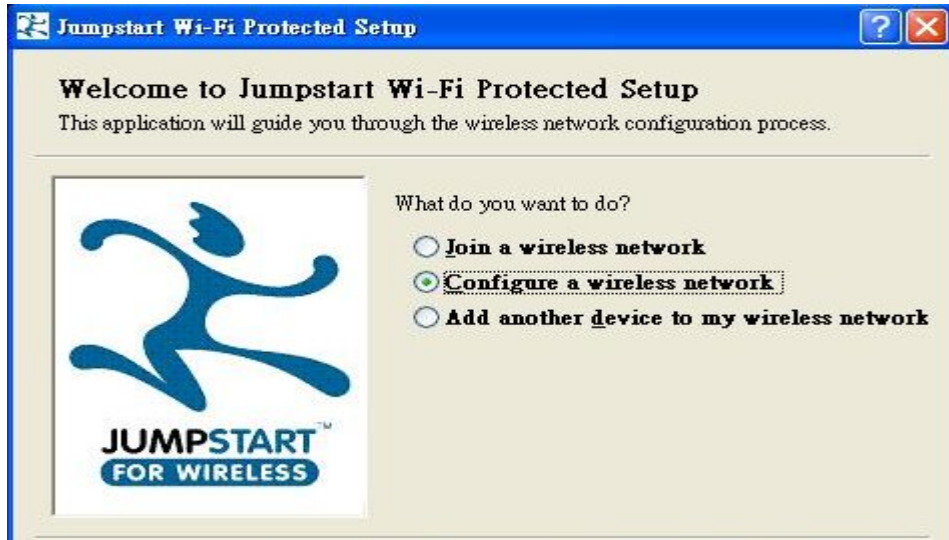 Jumpstart Wi-Fi Protected Setup
Welcome to Jumpstart Wi-Fi Protected Setup
This application will guide you through the wireless network configuration process.
What do you want to do?
Join a wireless network
Configure a wireless network
Add another device to my wireless network
JUMPSTART™
FOR WIRELESS